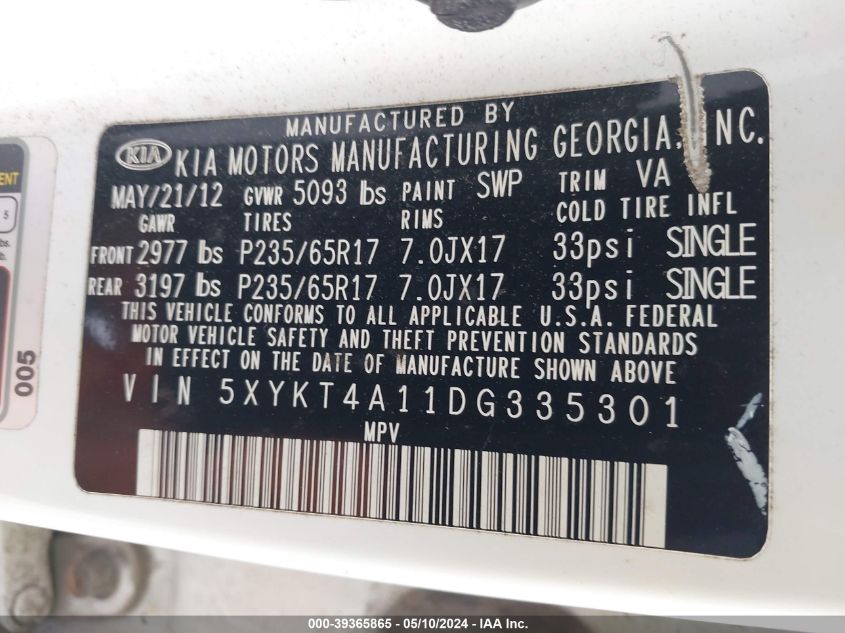 MANUFACTURED BY
KIA KIA MOTORS MANUFACTURING GEORGIA, INC.
MAY/21/12 GVWR 5093 lbs PAINT SWP TRIM VA
GAWR TIRES RIMS COLD TIRE INFL
FRONT 2977 lbs P235/65R17 7.0JX17 33psi SINGLE
REAR 3197 lbs P235/65R17 7.0JX17 33psi SINGLE
THIS VEHICLE CONFORMS TO ALL APPLICABLE U.S.A. FEDERAL
MOTOR VEHICLE SAFETY AND THEFT PREVENTION STANDARDS
IN EFFECT ON THE DATE OF MANUFACTURE SHOWN ABOVE
VIN 5XYKT4A11DG335301
MPV
5
005
000-39365865 - 05/10/2024 - IAA Inc.